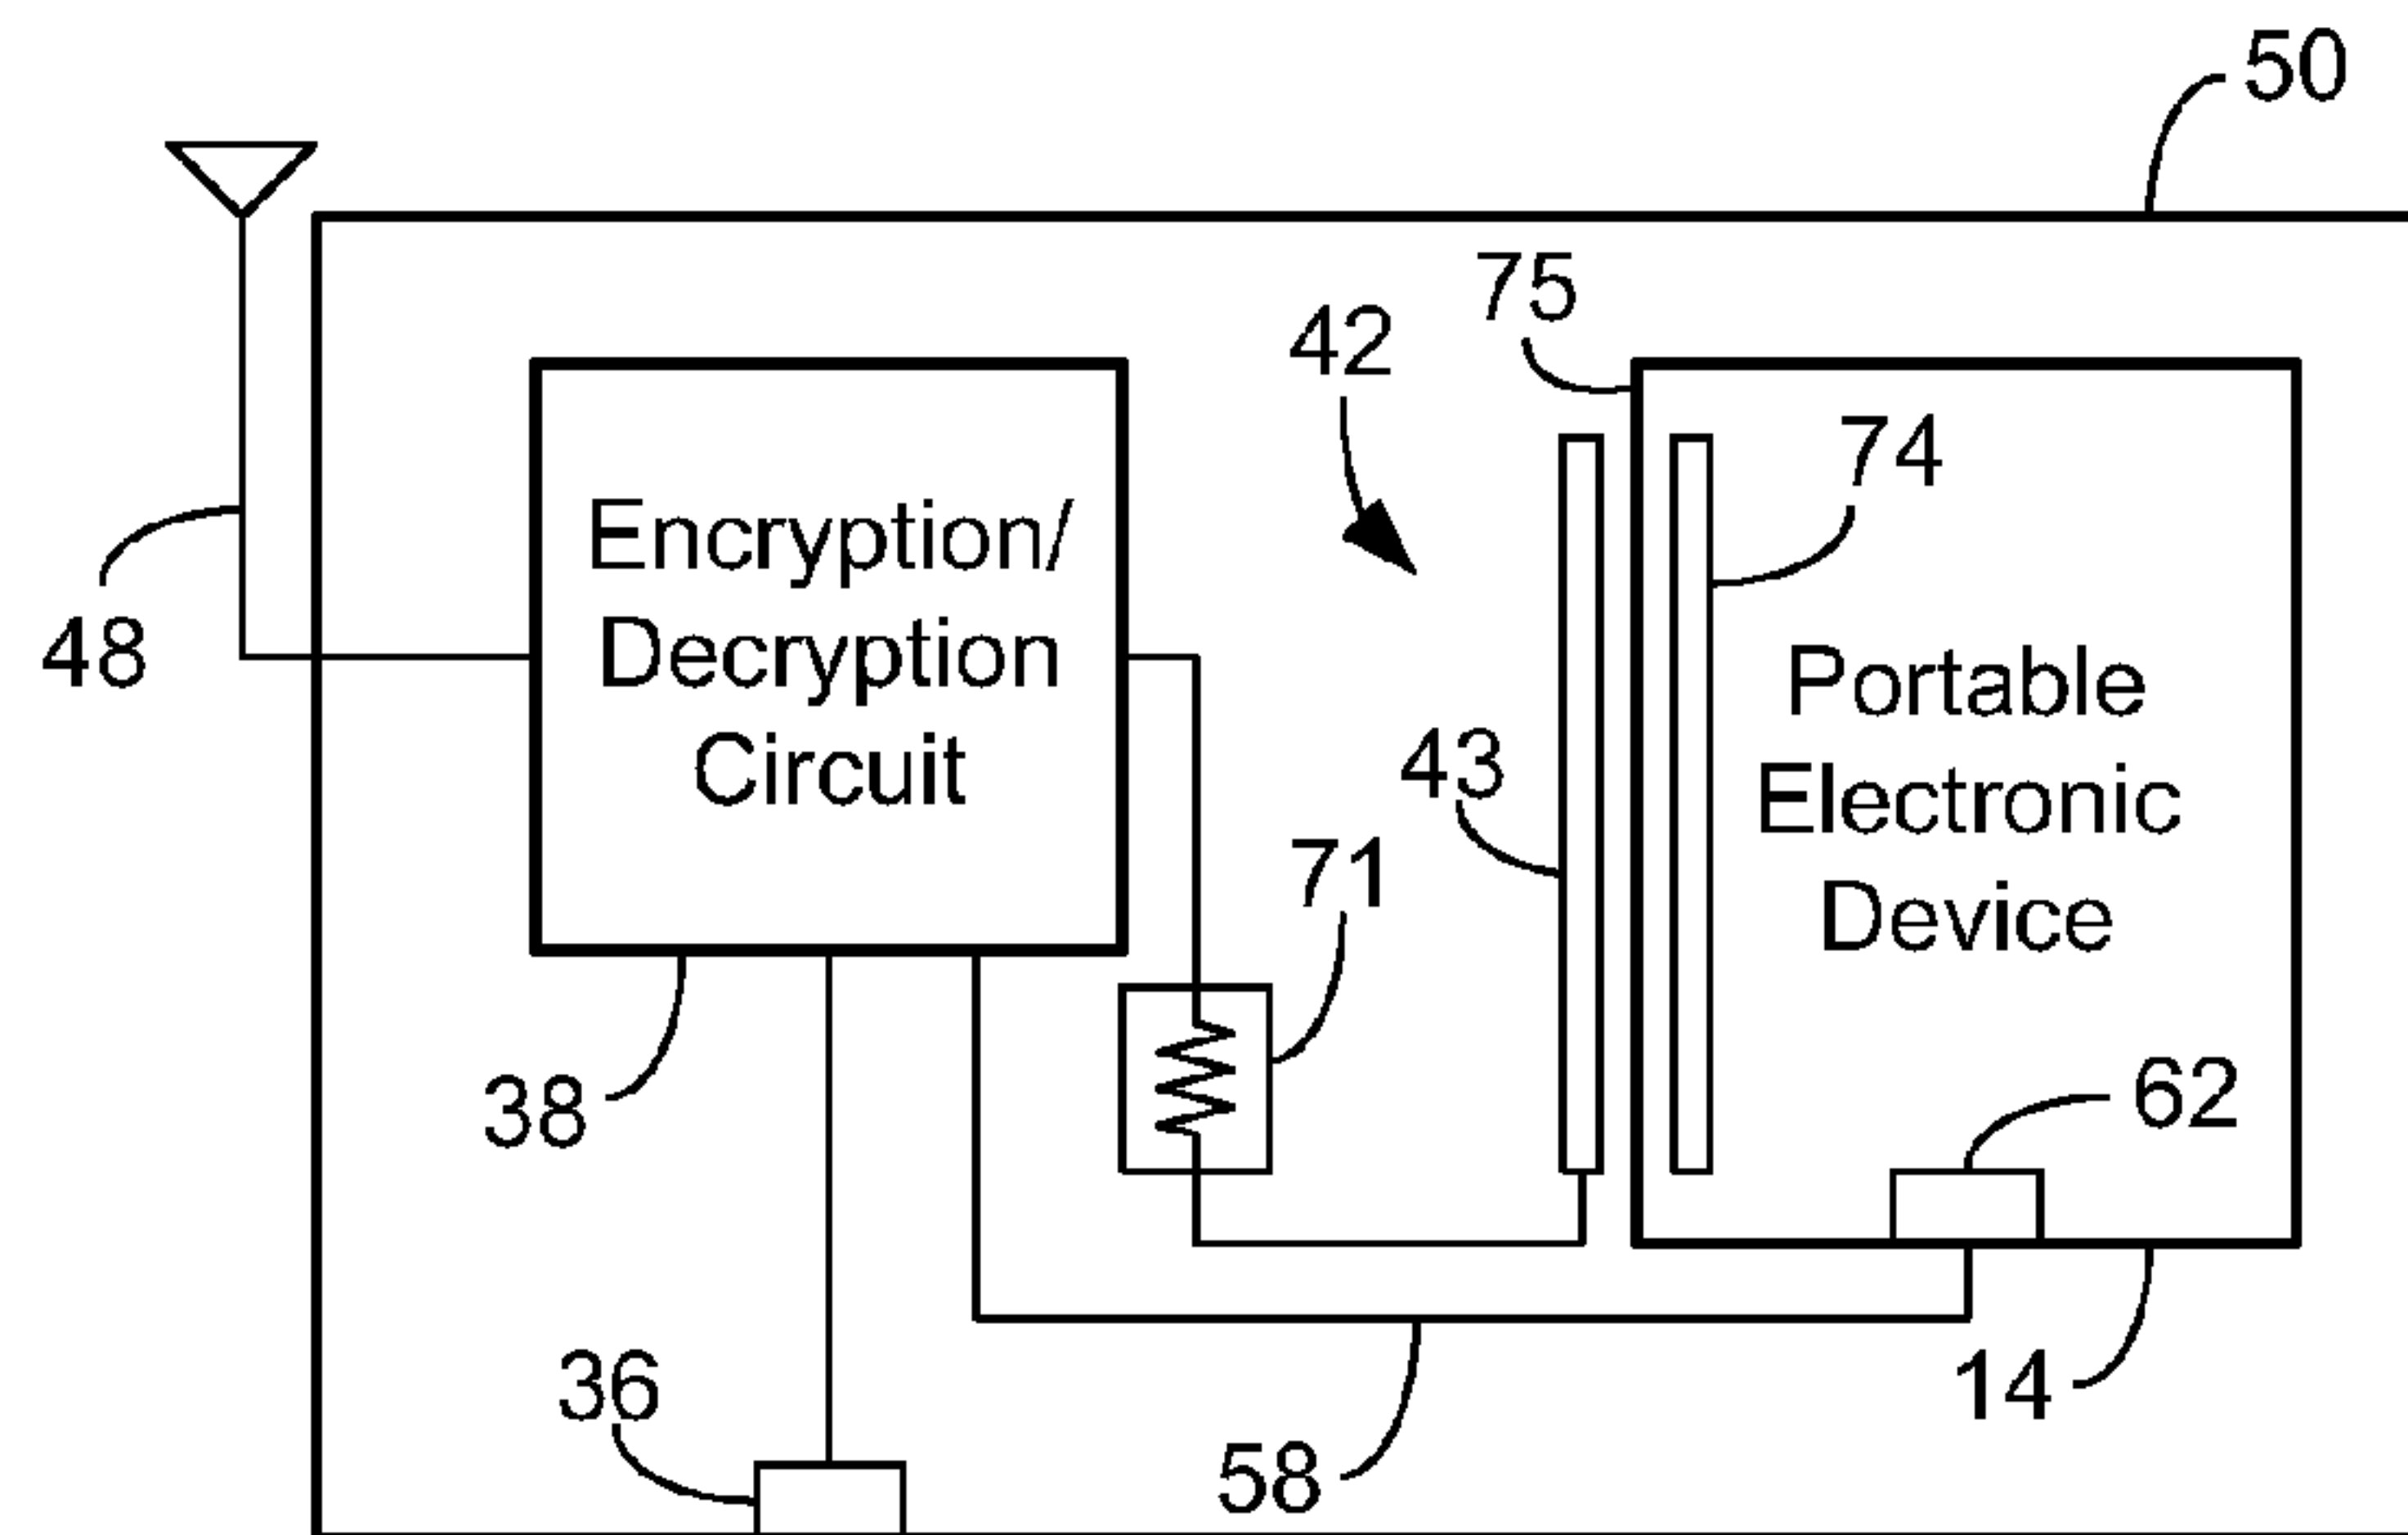 50
75
42
74
Encryption/
Decryption
Circuit
48
Portable
Electronic
Device
43
71
38
62
36
14
58